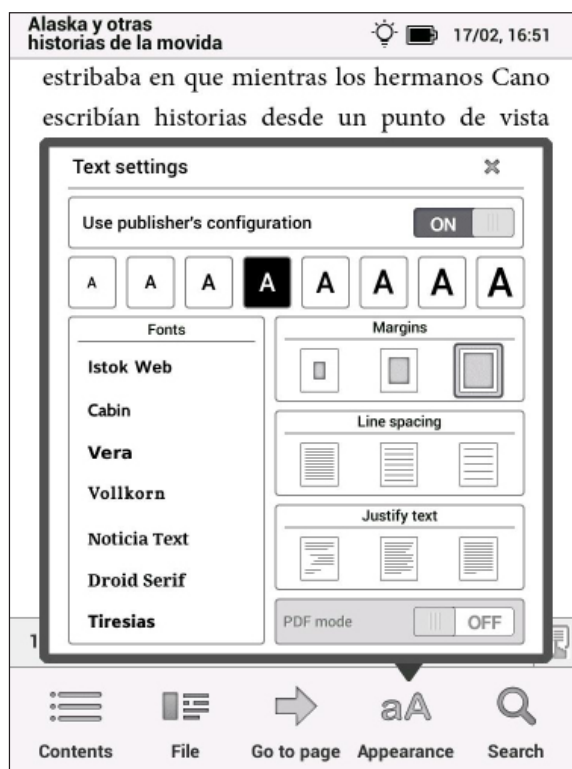 Alaska y otras
historias de la movida
17/02, 16:51
estribaba en que mientras los hermanos Cano
escribían historias desde un punto de vista
Text settings
Use publisher's configuration
ON
A A A A A A A A
Fonts
Istok Web
Cabin
Vera
Vollkorn
Noticia Text
Droid Serif
Tiresias
Margins
Line spacing
Justify text
PDF mode
OFF
1
aA
Contents File Go to page Appearance Search